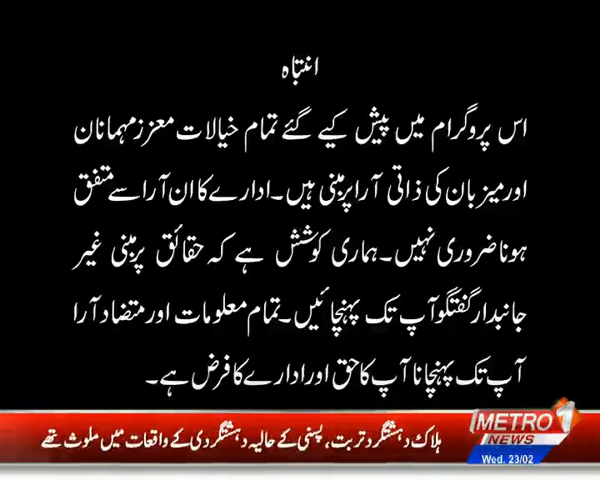 انتباہ
اس پروگرام میں پیش کیے گئے تمام خیالات معزز مہمانان
اور میزبان کی ذاتی آرا پر مبنی ہیں۔ ادارے کا ان آرا سے متفق
ہونا ضروری نہیں۔ ہماری کوشش ہے کہ حقائق پر مبنی غیر
جانبدار گفتگو آپ تک پہنچائیں۔ تمام معلومات اور متضاد آرا
آپ تک پہنچانا آپ کا حق اور ادارے کا فرض ہے۔
ہلاک دہشتگرد تربت، پسنی کے حالیہ دہشتگردی کے واقعات میں ملوث تھے
METRO 1
NEWS
Wed. 23/02